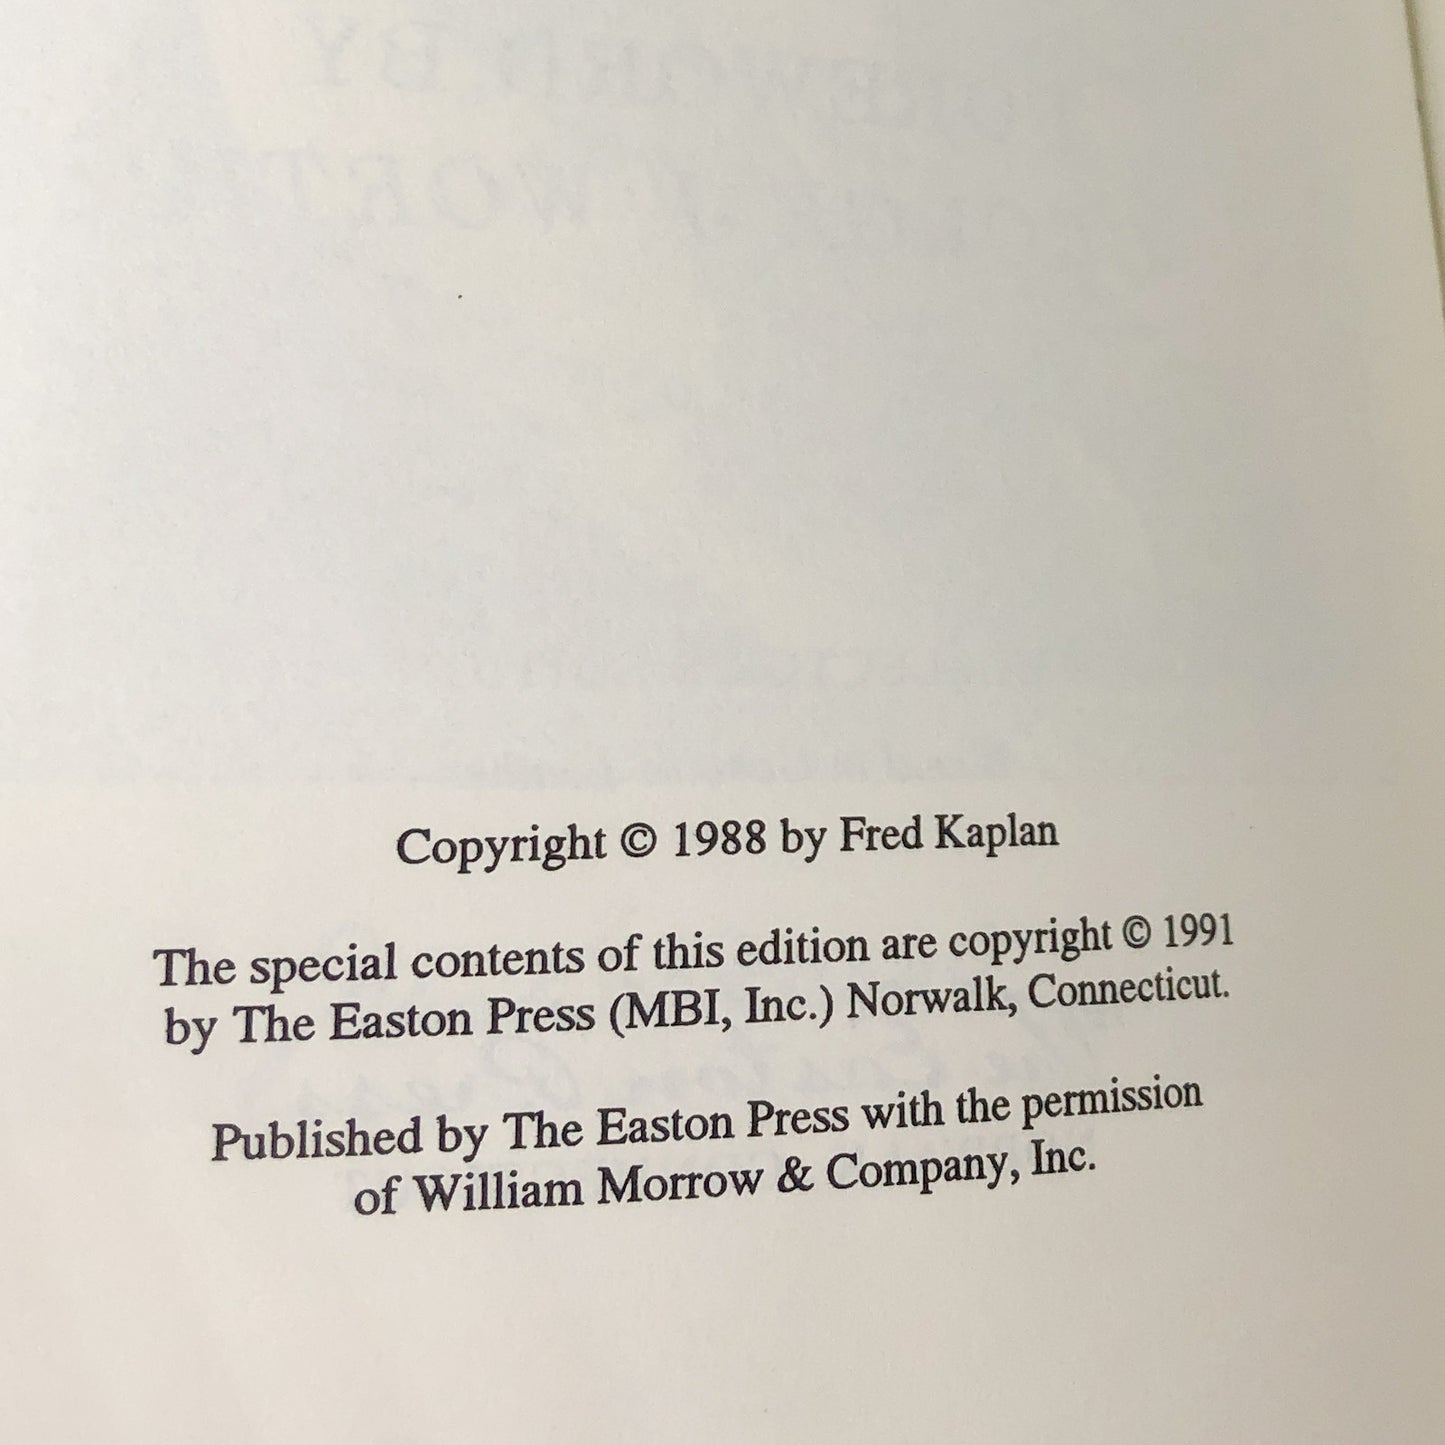 Copyright © 1988 by Fred Kaplan
The special contents of this edition are copyright © 1991
by The Easton Press (MBI, Inc.) Norwalk, Connecticut.
Published by The Easton Press with the permission
of William Morrow & Company, Inc.